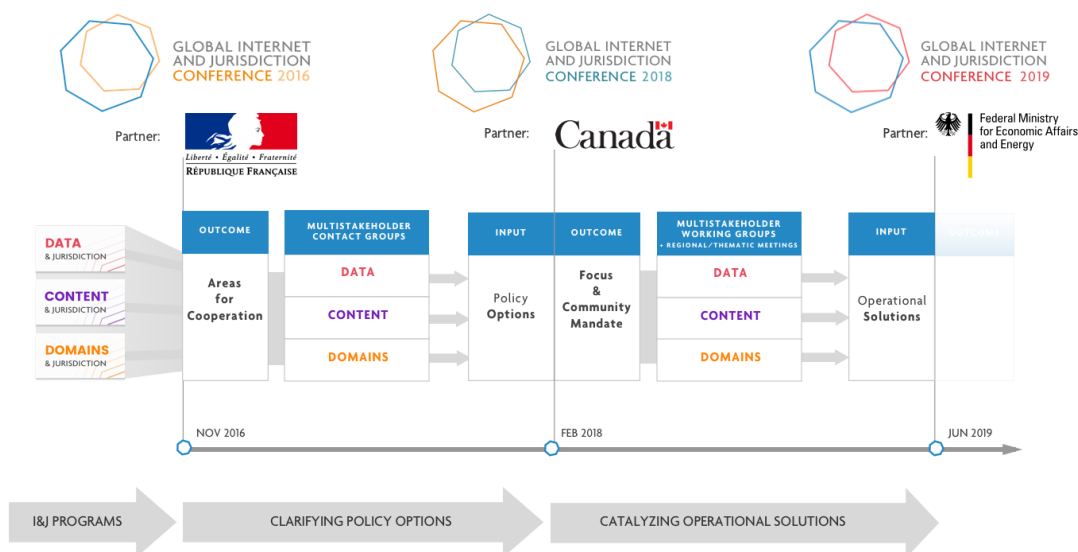 GLOBAL INTERNET
AND JURISDICTION
CONFERENCE 2016
GLOBAL INTERNET
AND JURISDICTION
CONFERENCE 2018
GLOBAL INTERNET
AND JURISDICTION
CONFERENCE 2019
Partner:
Liberté • Égalité • Fraternité
RÉPUBLIQUE FRANÇAISE
Partner:
Canada
Partner:
Federal Ministry
for Economic Affairs
and Energy
DATA
& JURISDICTION
CONTENT
& JURISDICTION
DOMAINS
& JURISDICTION
OUTCOME
Areas
for
Cooperation
MULTISTAKEHOLDER
CONTACT GROUPS
DATA
CONTENT
DOMAINS
INPUT
Policy
Options
OUTCOME
Focus
&
Community
Mandate
MULTISTAKEHOLDER
WORKING GROUPS
+ REGIONAL/THEMATIC MEETINGS
DATA
CONTENT
DOMAINS
INPUT
Operational
Solutions
OUTCOME
NOV 2016
FEB 2018
JUN 2019
I&J PROGRAMS
CLARIFYING POLICY OPTIONS
CATALYZING OPERATIONAL SOLUTIONS